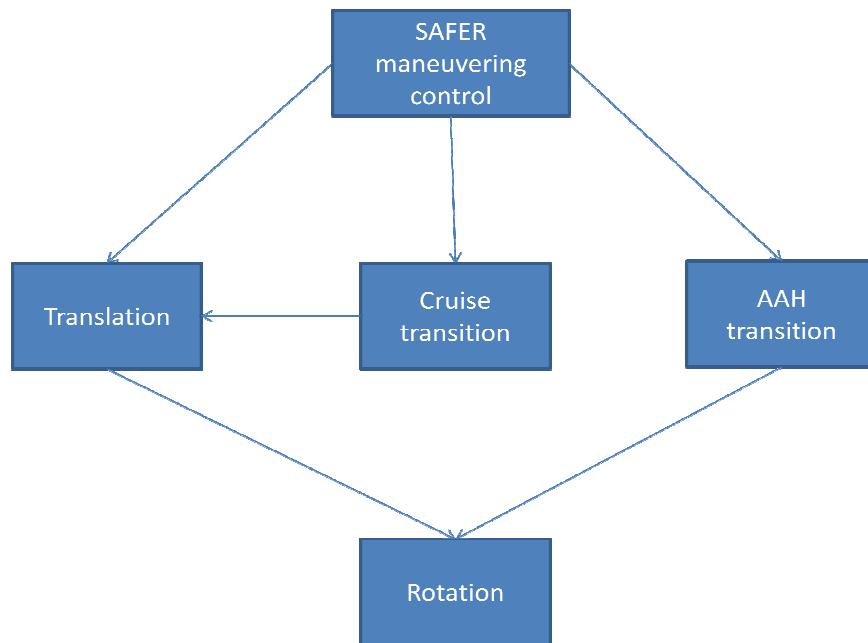 SAFER
maneuvering
control
Translation
Cruise
transition
AAH
transition
Rotation